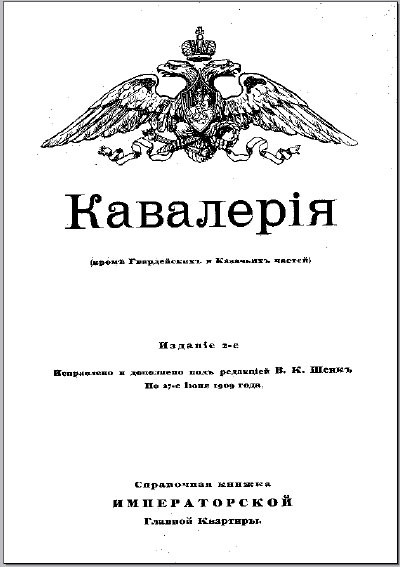 Кавалерія
(кромѣ Гвардейскихъ и Казачьихъ частей)
Изданіе 2-е
Исправлено и дополнено подъ редакціей В. К. Шенкъ
По 27-е Іюня 1909 года.
Справочная книжка
ИМПЕРАТОРСКОЙ
Главной Квартиры.